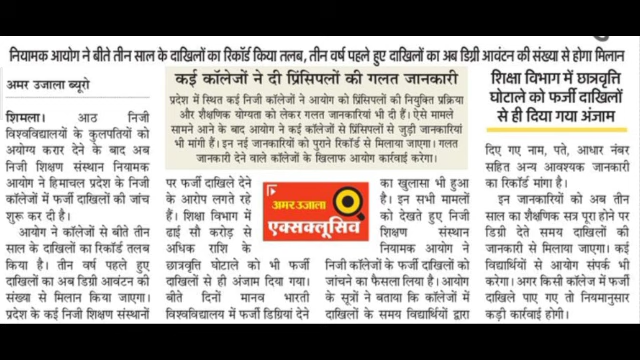 नियामक आयोग ने बीते तीन साल के दाखिलों का रिकॉर्ड किया तलब, तीन वर्ष पहले हुए दाखिलों का अब डिग्री आवंटन की संख्या से होगा मिलान
अमर उजाला ब्यूरो
शिमला। आठ निजी
विश्वविद्यालयों के कुलपतियों को
अयोग्य करार देने के बाद अब
निजी शिक्षण संस्थान नियामक
आयोग ने हिमाचल प्रदेश के निजी
कॉलेजों में फर्जी दाखिलों की जांच
शुरू कर दी है।
आयोग ने कॉलेजों से बीते तीन
साल के दाखिलों का रिकॉर्ड तलब
किया है। तीन वर्ष पहले हुए
दाखिलों का अब डिग्री आवंटन की
संख्या से मिलान किया जाएगा।
प्रदेश के कई निजी शिक्षण संस्थानों
कई कॉलेजों ने दी प्रिंसिपलों की गलत जानकारी
प्रदेश में स्थित कई निजी कॉलेजों ने आयोग को प्रिंसिपलों की नियुक्ति प्रक्रिया
और शैक्षणिक योग्यता को लेकर गलत जानकारियां भी दी हैं। ऐसे मामले
सामने आने के बाद आयोग ने कई कॉलेजों से प्रिंसिपलों से जुड़ी जानकारियां
भी मांगी हैं। इन नई जानकारियों को पुराने रिकॉर्ड से मिलाया जाएगा। गलत
जानकारी देने वाले कॉलेजों के खिलाफ आयोग कार्रवाई करेगा।
पर फर्जी दाखिले देने के
आरोप लगते रहे
हैं। शिक्षा विभाग में
ढाई सौ करोड़ से
अधिक राशि के
छात्रवृत्ति घोटाले को भी फर्जी
दाखिलों से ही अंजाम दिया गया।
बीते दिनों मानव भारती
विश्वविद्यालय में फर्जी डिग्रियां देने
अमर उजाला
एक्सक्लूसिव
का खुलासा भी हुआ
है। इन सभी मामलों
को देखते हुए निजी
शिक्षण संस्थान
नियामक आयोग ने
निजी कॉलेजों के फर्जी दाखिलों को
जांचने का फैसला लिया है। आयोग
के सूत्रों ने बताया कि कॉलेजों में
दाखिलों के समय विद्यार्थियों द्वारा
शिक्षा विभाग में छात्रवृत्ति
घोटाले को फर्जी दाखिलों
से ही दिया गया अंजाम
दिए गए नाम, पते, आधार नंबर
सहित अन्य आवश्यक जानकारी
का रिकॉर्ड मांगा है।
इन जानकारियों को अब तीन
साल का शैक्षणिक सत्र पूरा होने पर
डिग्री देते समय विद्यार्थियों की
जानकारी से मिलाया जाएगा। कई
विद्यार्थियों से आयोग संपर्क भी
करेगा। अगर किसी कॉलेज में फर्जी
दाखिले पाए गए तो नियमानुसार
कड़ी कार्रवाई होगी।